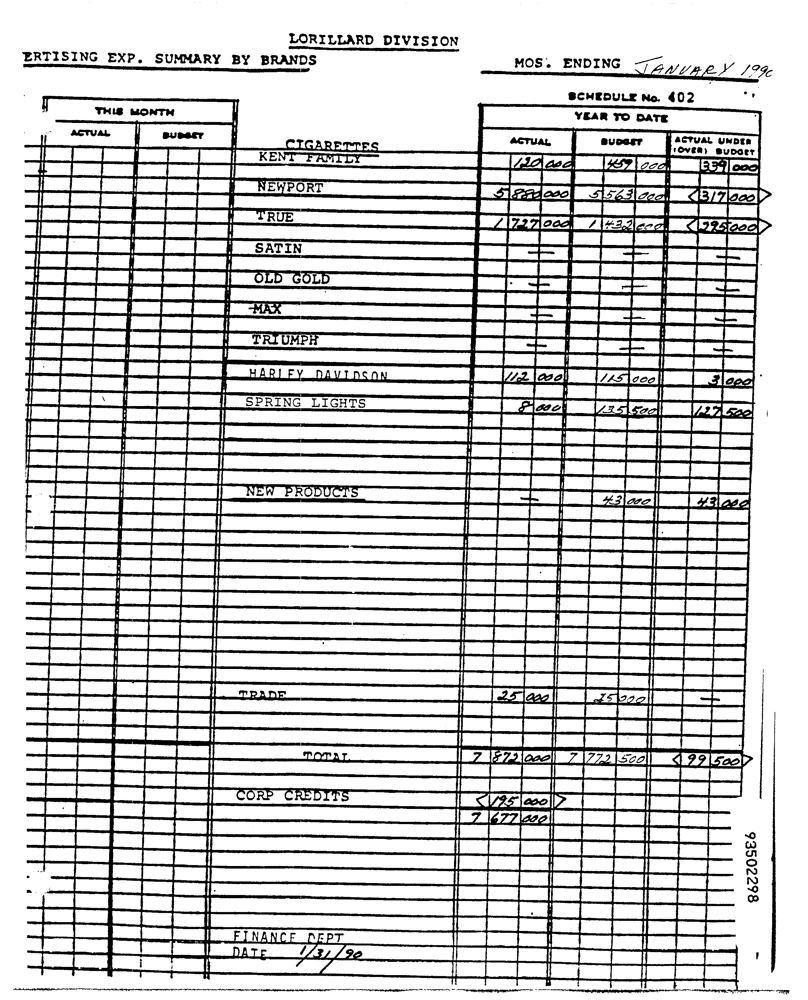 LORILLARD DIVISION
ERTISING EXP. SUMMARY BY BRANDS MOS. ENDING JANUARY 1990
SCHEDULE No. 402
THIS MONTH YEAR TO DATE
ACTUAL BUDGET CIGARETTES ACTUAL BUDGET ACTUAL UNDER (OVER) BUDGET
KENT FAMILY 120 000 459 000 339 000
NEWPORT 5 880 000 5 563 000 <317 000>
TRUE 1 727 000 1 432 000 <295 000>
SATIN — — —
OLD GOLD — — —
MAX — — —
TRIUMPH — — —
HARLEY DAVIDSON 112 000 115 000 3 000
SPRING LIGHTS 8 000 135 500 127 500
NEW PRODUCTS — 43 000 43 000
TRADE 25 000 25 000 —
TOTAL 7 872 000 7 772 500 <99 500>
CORP CREDITS <195 000>
7 677 000
93502298
FINANCE DEPT
DATE 1/31/90